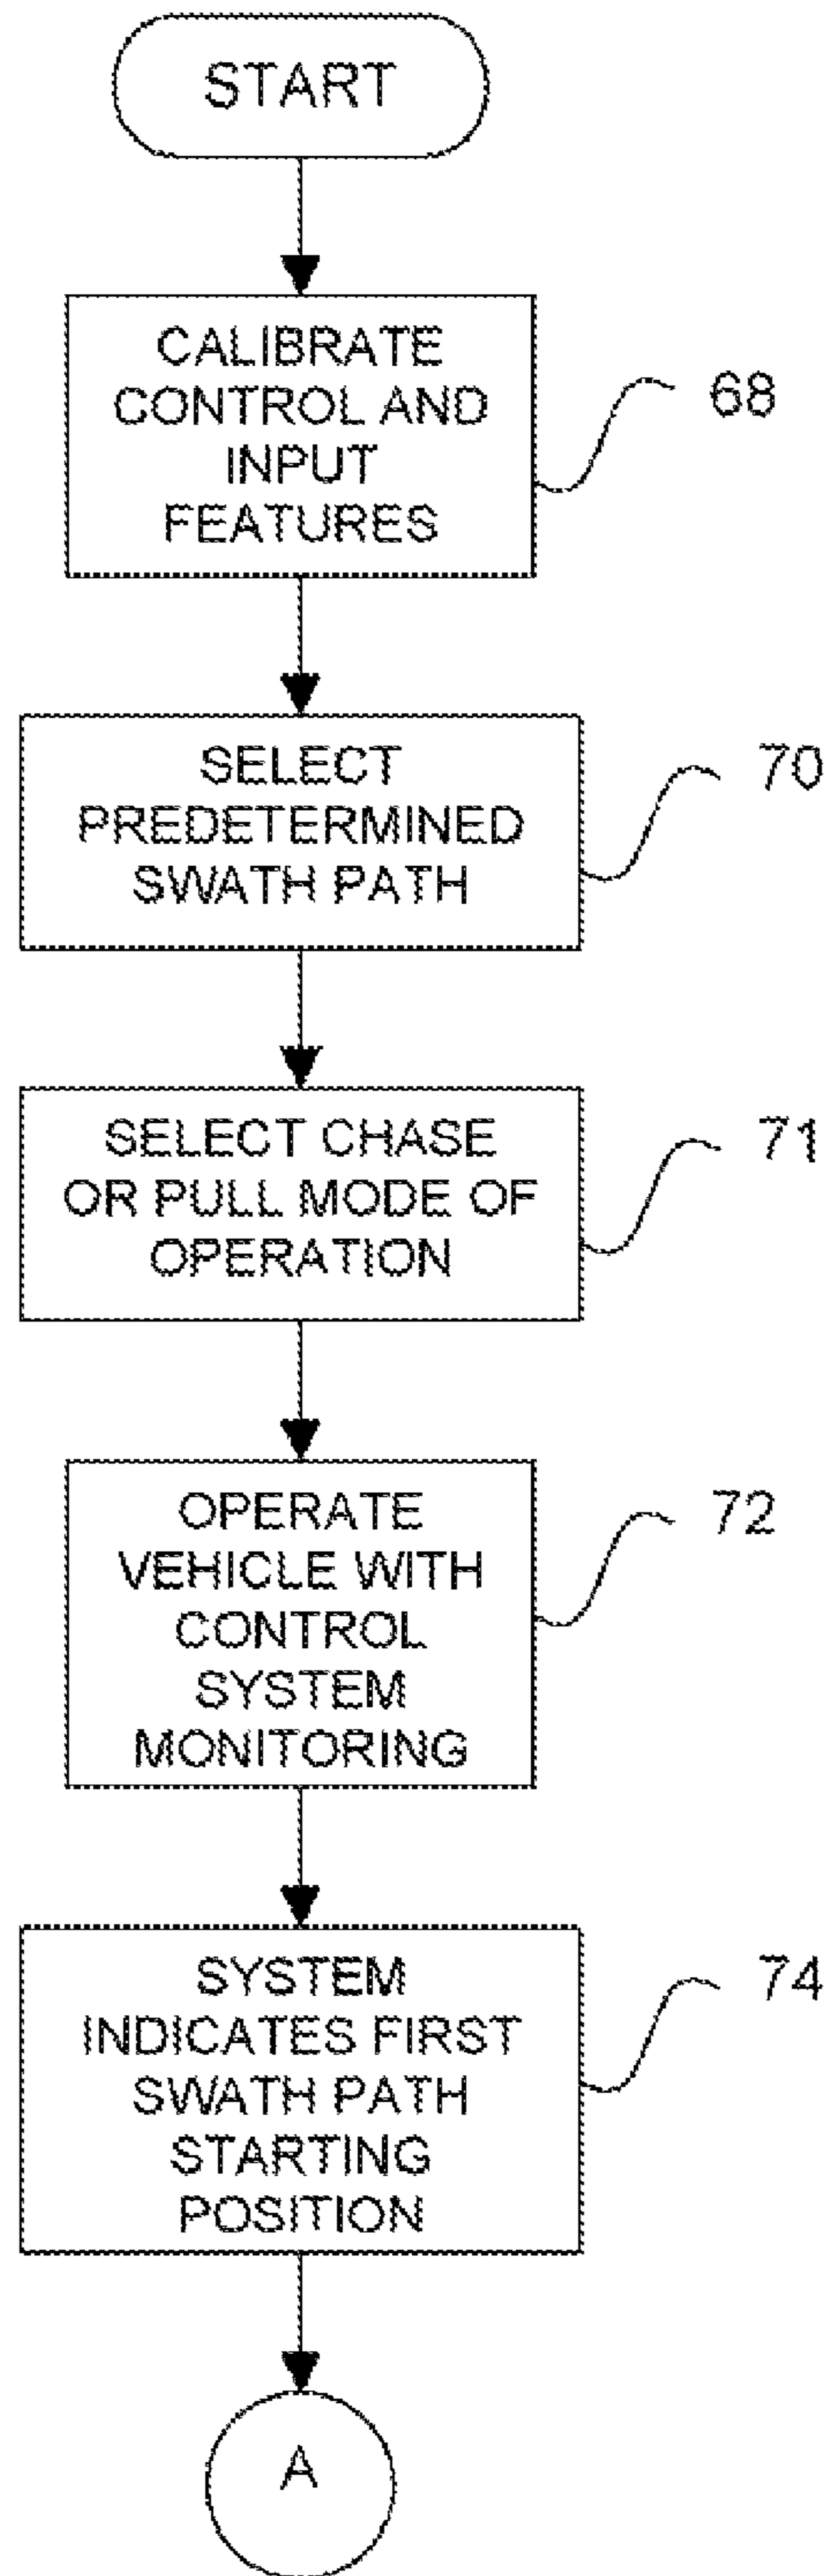 START
CALIBRATE
CONTROL AND
INPUT
FEATURES
68
SELECT
PREDETERMINED
SWATH PATH
70
SELECT CHASE
OR PULL MODE OF
OPERATION
71
OPERATE
VEHICLE WITH
CONTROL
SYSTEM
MONITORING
72
SYSTEM
INDICATES FIRST
SWATH PATH
STARTING
POSITION
74
A